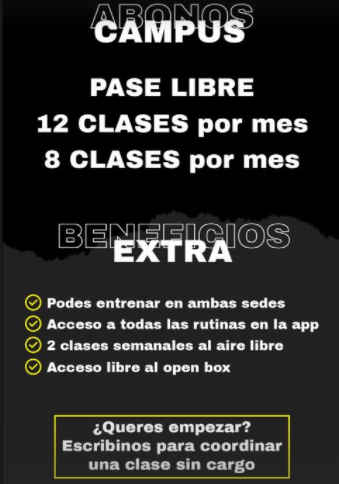 ABONOS
CAMPUS
PASE LIBRE
12 CLASES por mes
8 CLASES por mes
BENEFICIOS
EXTRA
Podes entrenar en ambas sedes
Acceso a todas las rutinas en la app
2 clases semanales al aire libre
Acceso libre al open box
¿Queres empezar?
Escribinos para coordinar
una clase sin cargo